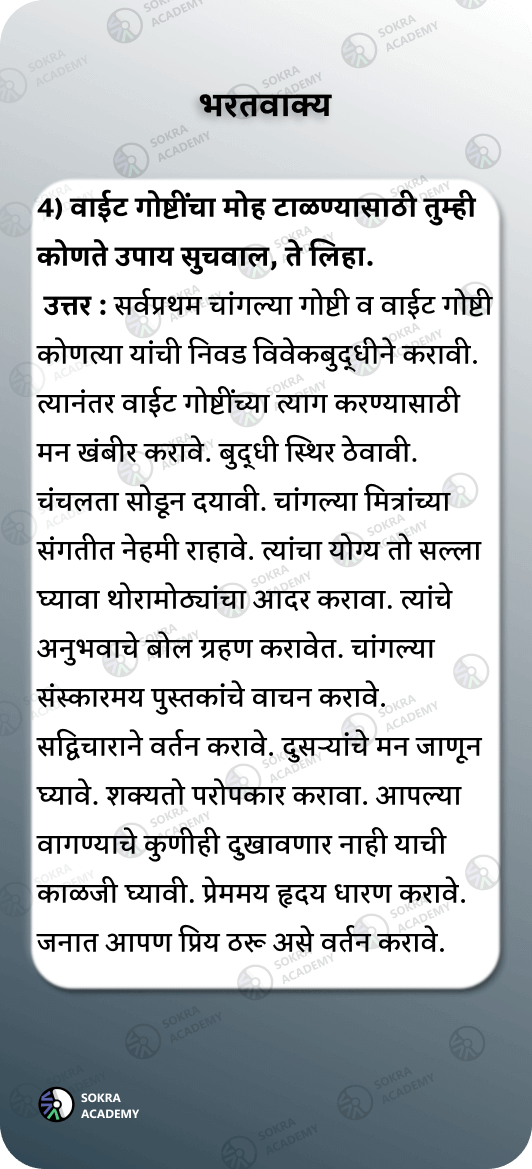 भरतवाक्य
4) वाईट गोष्टींचा मोह टाळण्यासाठी तुम्ही
कोणते उपाय सुचवाल, ते लिहा.
उत्तर : सर्वप्रथम चांगल्या गोष्टी व वाईट गोष्टी
कोणत्या यांची निवड विवेकबुद्धीने करावी.
त्यानंतर वाईट गोष्टींच्या त्याग करण्यासाठी
मन खंबीर करावे. बुद्धी स्थिर ठेवावी.
चंचलता सोडून दयावी. चांगल्या मित्रांच्या
संगतीत नेहमी राहावे. त्यांचा योग्य तो सल्ला
घ्यावा थोरामोठ्यांचा आदर करावा. त्यांचे
अनुभवाचे बोल ग्रहण करावेत. चांगल्या
संस्कारमय पुस्तकांचे वाचन करावे.
सद्विचाराने वर्तन करावे. दुसऱ्यांचे मन जाणून
घ्यावे. शक्यतो परोपकार करावा. आपल्या
वागण्याचे कुणीही दुखावणार नाही याची
काळजी घ्यावी. प्रेममय हृदय धारण करावे.
जनात आपण प्रिय ठरू असे वर्तन करावे.
SOKRA
ACADEMY